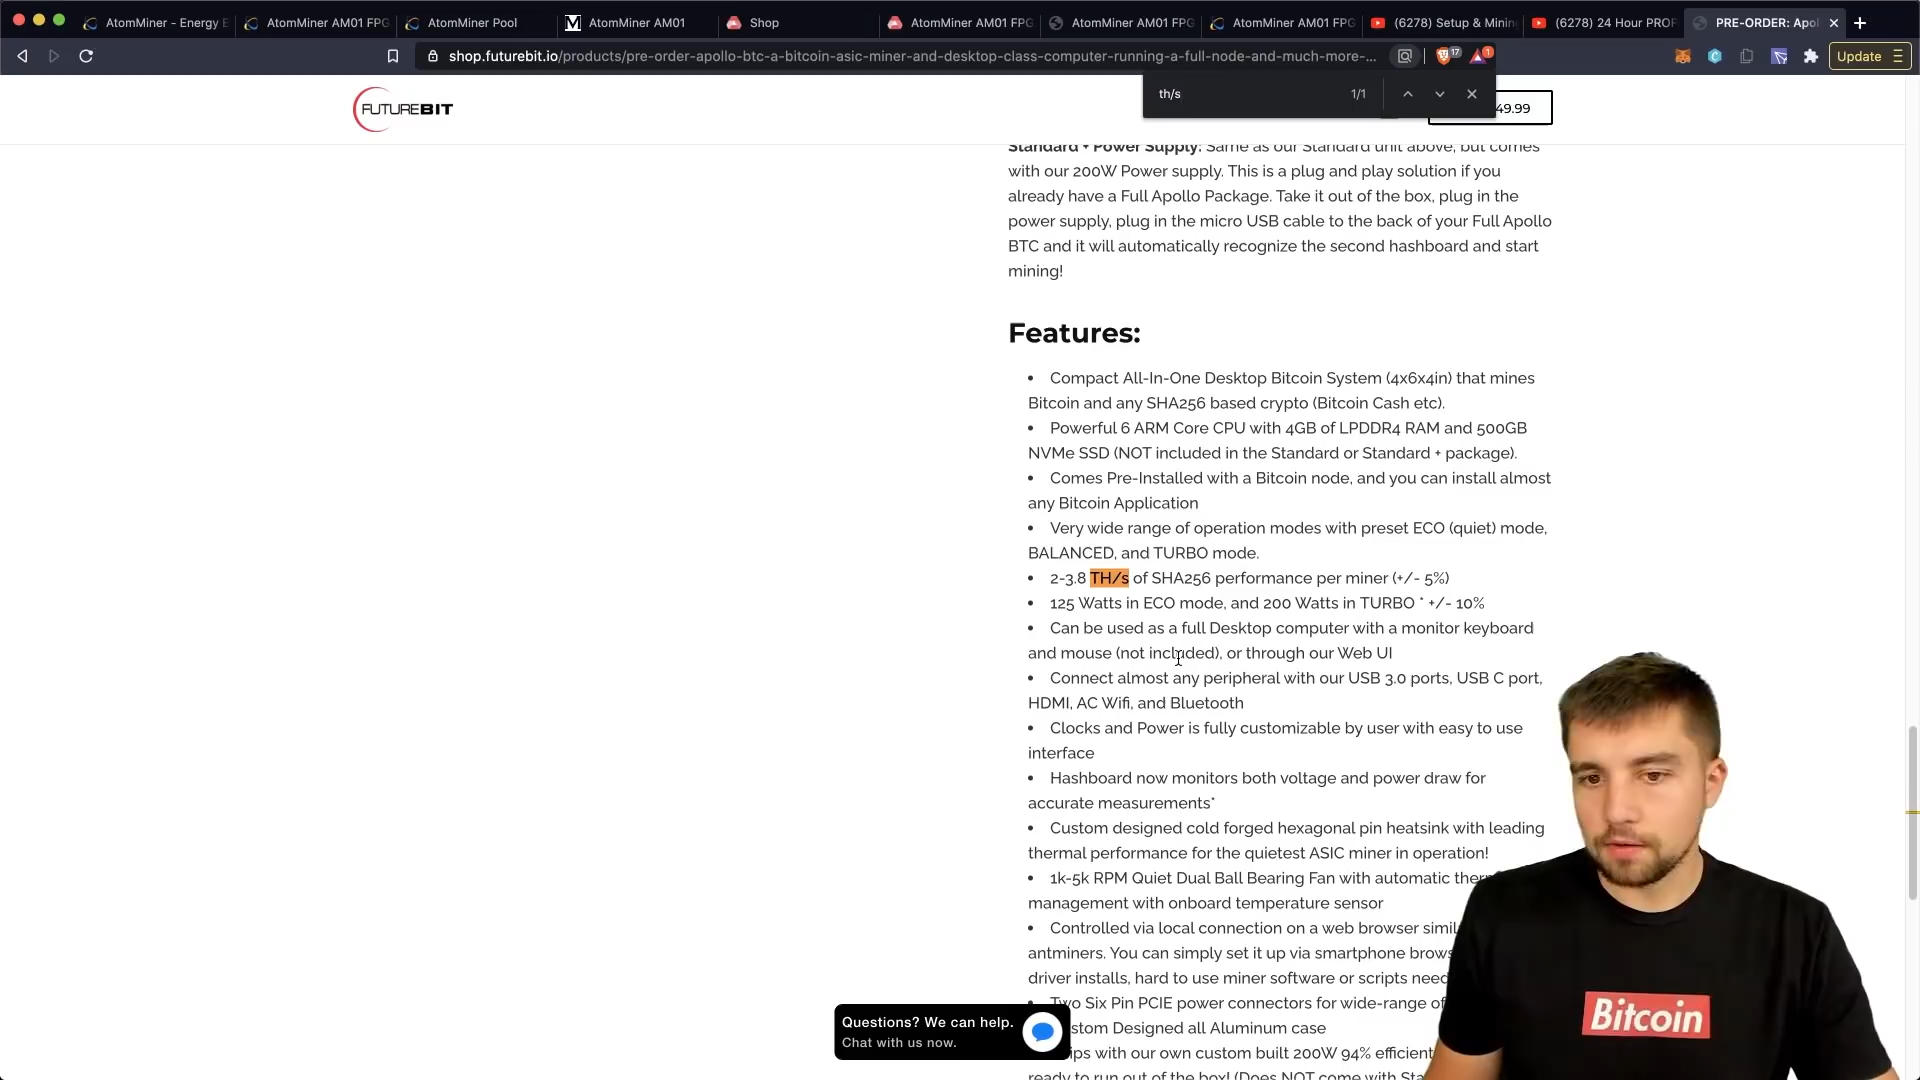 AtomMiner - Energy E
AtomMiner AM01 FPG
AtomMiner Pool
AtomMiner AM01
Shop
AtomMiner AM01 FPG
AtomMiner AM01 FPG
AtomMiner AM01 FPG
(6278) Setup & Minin
(6278) 24 Hour PROF
PRE-ORDER: Apol
shop.futurebit.io/products/pre-order-apollo-btc-a-bitcoin-asic-miner-and-desktop-class-computer-running-a-full-node-and-much-more-...
17
1
Update
th/s
1/1
FUTUREBIT
49.99
Standard + Power Supply: Same as our Standard unit above, but comes
with our 200W Power supply. This is a plug and play solution if you
already have a Full Apollo Package. Take it out of the box, plug in the
power supply, plug in the micro USB cable to the back of your Full Apollo
BTC and it will automatically recognize the second hashboard and start
mining!
Features:
• Compact All-In-One Desktop Bitcoin System (4x6x4in) that mines
Bitcoin and any SHA256 based crypto (Bitcoin Cash etc).
• Powerful 6 ARM Core CPU with 4GB of LPDDR4 RAM and 500GB
NVMe SSD (NOT included in the Standard or Standard + package).
• Comes Pre-Installed with a Bitcoin node, and you can install almost
any Bitcoin Application
• Very wide range of operation modes with preset ECO (quiet) mode,
BALANCED, and TURBO mode.
• 2-3.8 TH/s of SHA256 performance per miner (+/- 5%)
• 125 Watts in ECO mode, and 200 Watts in TURBO * +/- 10%
• Can be used as a full Desktop computer with a monitor keyboard
and mouse (not included), or through our Web UI
• Connect almost any peripheral with our USB 3.0 ports, USB C port,
HDMI, AC Wifi, and Bluetooth
• Clocks and Power is fully customizable by user with easy to use
interface
• Hashboard now monitors both voltage and power draw for
accurate measurements*
• Custom designed cold forged hexagonal pin heatsink with leading
thermal performance for the quietest ASIC miner in operation!
• 1k-5k RPM Quiet Dual Ball Bearing Fan with automatic ther
management with onboard temperature sensor
• Controlled via local connection on a web browser simil
antminers. You can simply set it up via smartphone brows
driver installs, hard to use miner software or scripts need
Two Six Pin PCIE power connectors for wide-range of
stom Designed all Aluminum case
ips with our own custom built 200W 94% efficient
ready to run out of the box! (Does NOT come with Sta
Questions? We can help.
Chat with us now.
Bitcoin